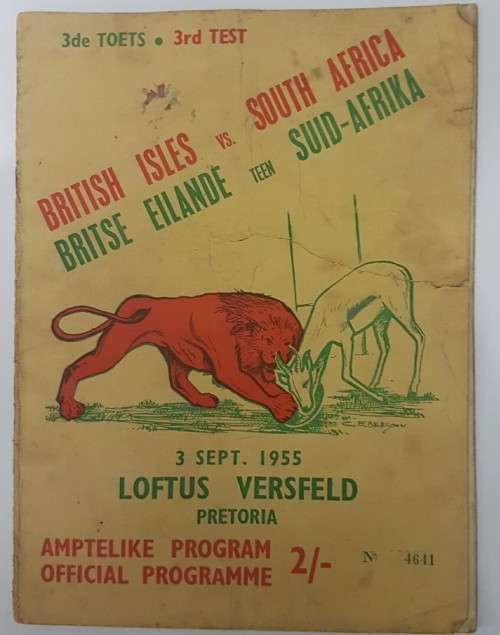 3de TOETS • 3rd TEST
BRITISH ISLES vs. SOUTH AFRICA
BRITSE EILANDE TEEN SUID-AFRIKA
3 SEPT. 1955
LOFTUS VERSFELD
PRETORIA
AMPTELIKE PROGRAM
OFFICIAL PROGRAMME
2/-
Nº 4641